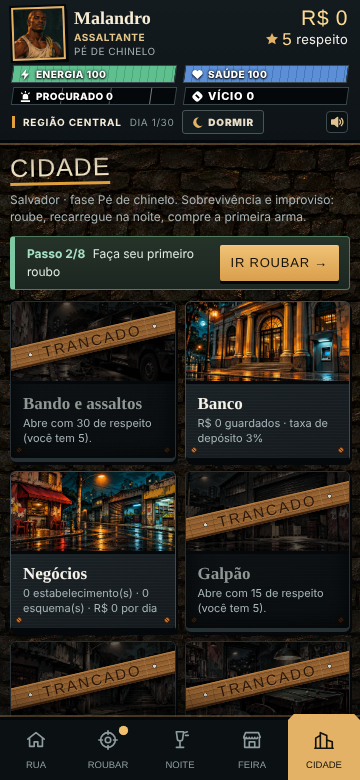 Malandro
ASSALTANTE
PÉ DE CHINELO
R$ 0
5 respeito
ENERGIA 100
SAÚDE 100
PROCURADO 0
VÍCIO 0
REGIÃO CENTRAL DIA 1/30 DORMIR
CIDADE
Salvador · fase Pé de chinelo. Sobrevivência e improviso:
roube, recarregue na noite, compre a primeira arma.
Passo 2/8 Faça seu primeiro
roubo
IR ROUBAR →
TRANCADO
Bando e assaltos
Abre com 30 de respeito
(você tem 5).
Banco
R$ 0 guardados · taxa de
depósito 3%
Negócios
0 estabelecimento(s) · 0
esquema(s) · R$ 0 por dia
TRANCADO
Galpão
Abre com 15 de respeito
(você tem 5).
TRANCADO
TRANCADO
RUA
ROUBAR
NOITE
FEIRA
CIDADE